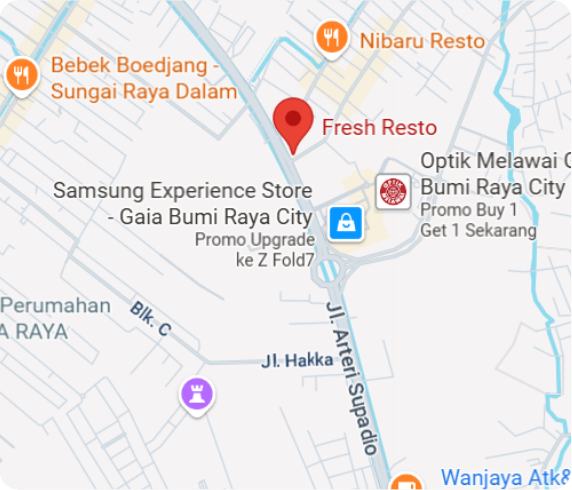 Nibaru Resto
Bebek Boedjang -
Sungai Raya Dalam
Fresh Resto
Optik Melawai
Bumi Raya City
Promo Buy 1
Get 1 Sekarang
Samsung Experience Store
- Gaia Bumi Raya City
Promo Upgrade
ke Z Fold7
Perumahan
A RAYA
Blk. C
Jl. Hakka
Jl. Arteri Supadio
Wanjaya